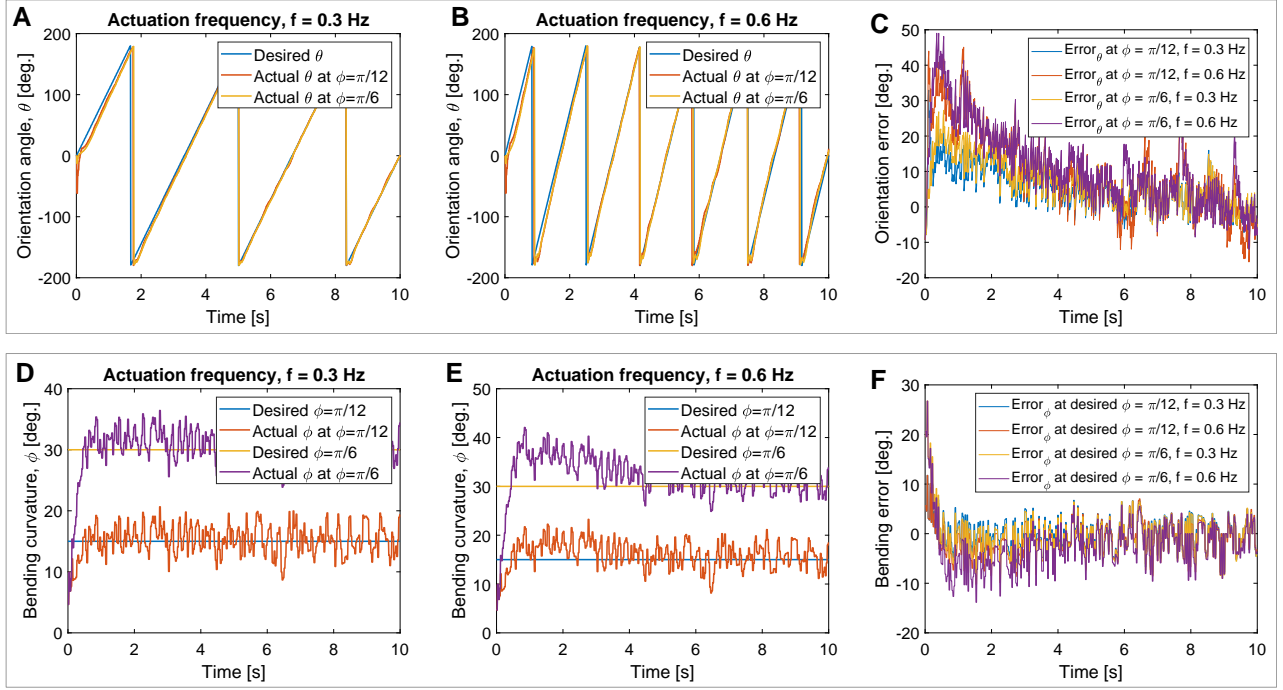 A
Actuation frequency, f = 0.3 Hz
Orientation angle, θ [deg.]
200
100
0
-100
-200
Desired θ
Actual θ at ϕ=π/12
Actual θ at ϕ=π/6
0 2 4 6 8 10
Time [s]
B
Actuation frequency, f = 0.6 Hz
Orientation angle, θ [deg.]
200
100
0
-100
-200
Desired θ
Actual θ at ϕ=π/12
Actual θ at ϕ=π/6
0 2 4 6 8 10
Time [s]
C
Orientation error [deg.]
50
40
30
20
10
0
-10
-20
Error_θ at ϕ = π/12, f = 0.3 Hz
Error_θ at ϕ = π/12, f = 0.6 Hz
Error_θ at ϕ = π/6, f = 0.3 Hz
Error_θ at ϕ = π/6, f = 0.6 Hz
0 2 4 6 8 10
Time [s]
D
Actuation frequency, f = 0.3 Hz
Bending curvature, ϕ [deg.]
40
30
20
10
0
Desired ϕ=π/12
Actual ϕ at ϕ=π/12
Desired ϕ=π/6
Actual ϕ at ϕ=π/6
0 2 4 6 8 10
Time [s]
E
Actuation frequency, f = 0.6 Hz
Bending curvature, ϕ [deg.]
50
40
30
20
10
0
Desired ϕ=π/12
Actual ϕ at ϕ=π/12
Desired ϕ=π/6
Actual ϕ at ϕ=π/6
0 2 4 6 8 10
Time [s]
F
Bending error [deg.]
30
20
10
0
-10
-20
Error_ϕ at desired ϕ = π/12, f = 0.3 Hz
Error_ϕ at desired ϕ = π/12, f = 0.6 Hz
Error_ϕ at desired ϕ = π/6, f = 0.3 Hz
Error_ϕ at desired ϕ = π/6, f = 0.6 Hz
0 2 4 6 8 10
Time [s]